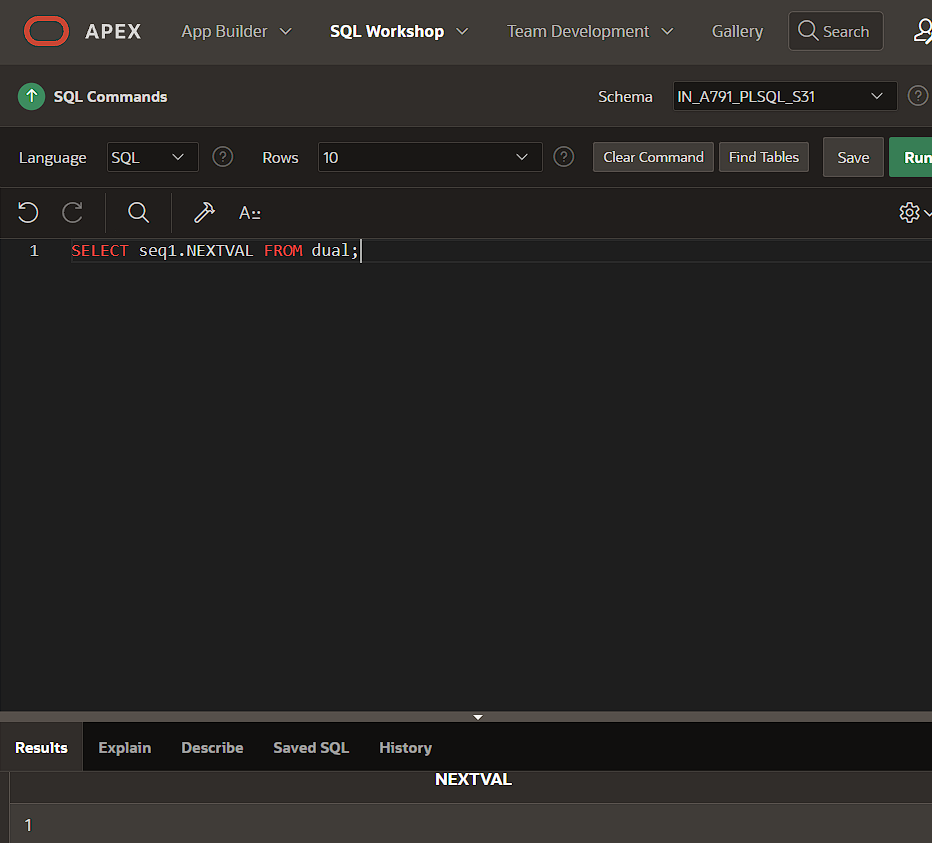 APEX App Builder SQL Workshop Team Development Gallery Search
SQL Commands Schema IN_A791_PLSQL_S31 ?
Language SQL ? Rows 10 ? Clear Command Find Tables Save Run
A::
1 SELECT seq1.NEXTVAL FROM dual;
Results Explain Describe Saved SQL History
NEXTVAL
1